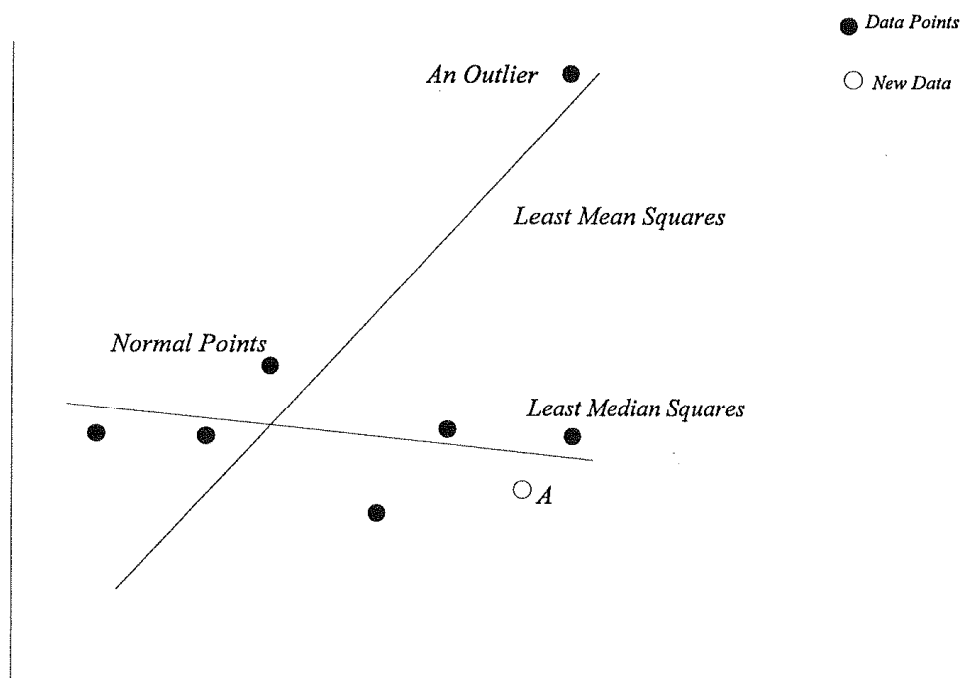 Data Points
An Outlier
New Data
Least Mean Squares
Normal Points
Least Median Squares
A